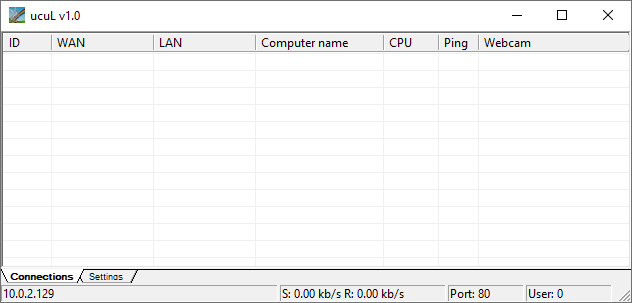 ucuL v1.0
ID WAN LAN Computer name CPU Ping Webcam
Connections Settings
10.0.2.129 S: 0.00 kb/s R: 0.00 kb/s Port: 80 User: 0